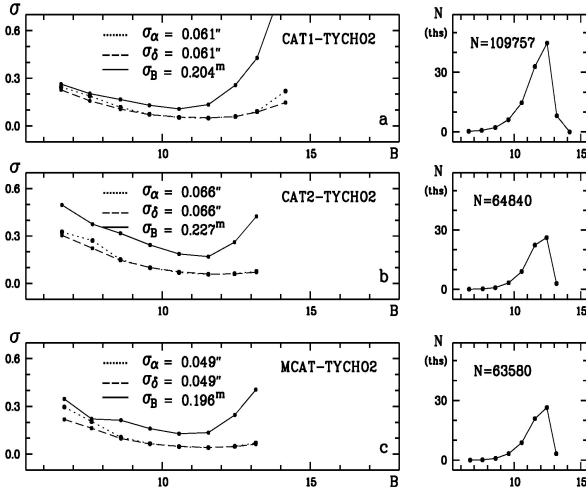 σ
0.6
0.3
0.0
σα = 0.061″
σδ = 0.061″
σB = 0.204ᵐ
CAT1-TYCHO2
a
10
15
B
N
(ths)
30
0
N=109757
10
15
σ
0.6
0.3
0.0
σα = 0.066″
σδ = 0.066″
σB = 0.227ᵐ
CAT2-TYCHO2
b
10
15
B
N
(ths)
30
0
N=64840
10
15
σ
0.6
0.3
0.0
σα = 0.049″
σδ = 0.049″
σB = 0.196ᵐ
MCAT-TYCHO2
c
10
15
B
N
(ths)
30
0
N=63580
10
15